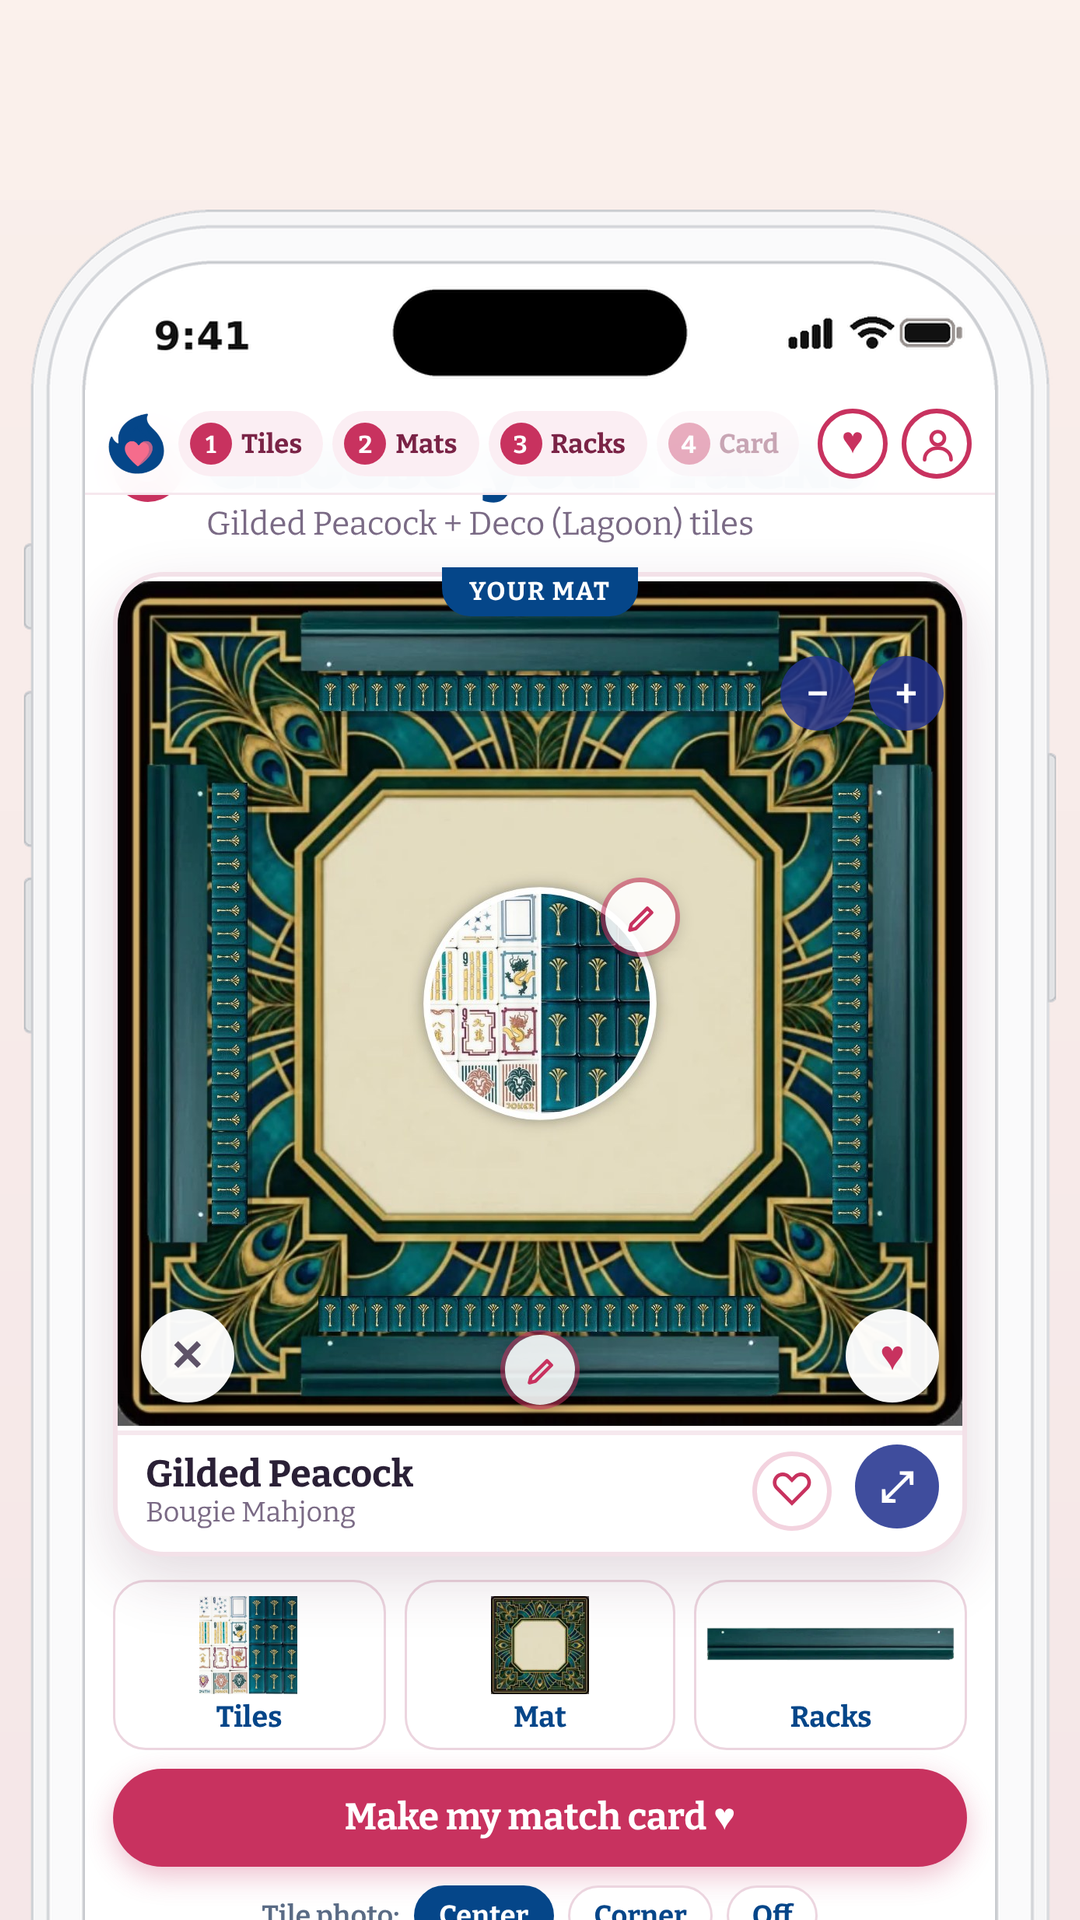 9:41
1 Tiles 2 Mats 3 Racks 4 Card
Gilded Peacock + Deco (Lagoon) tiles
YOUR MAT
JOKER
Gilded Peacock
Bougie Mahjong
Tiles Mat Racks
Make my match card ♥
Tile photo: Center Corner Off